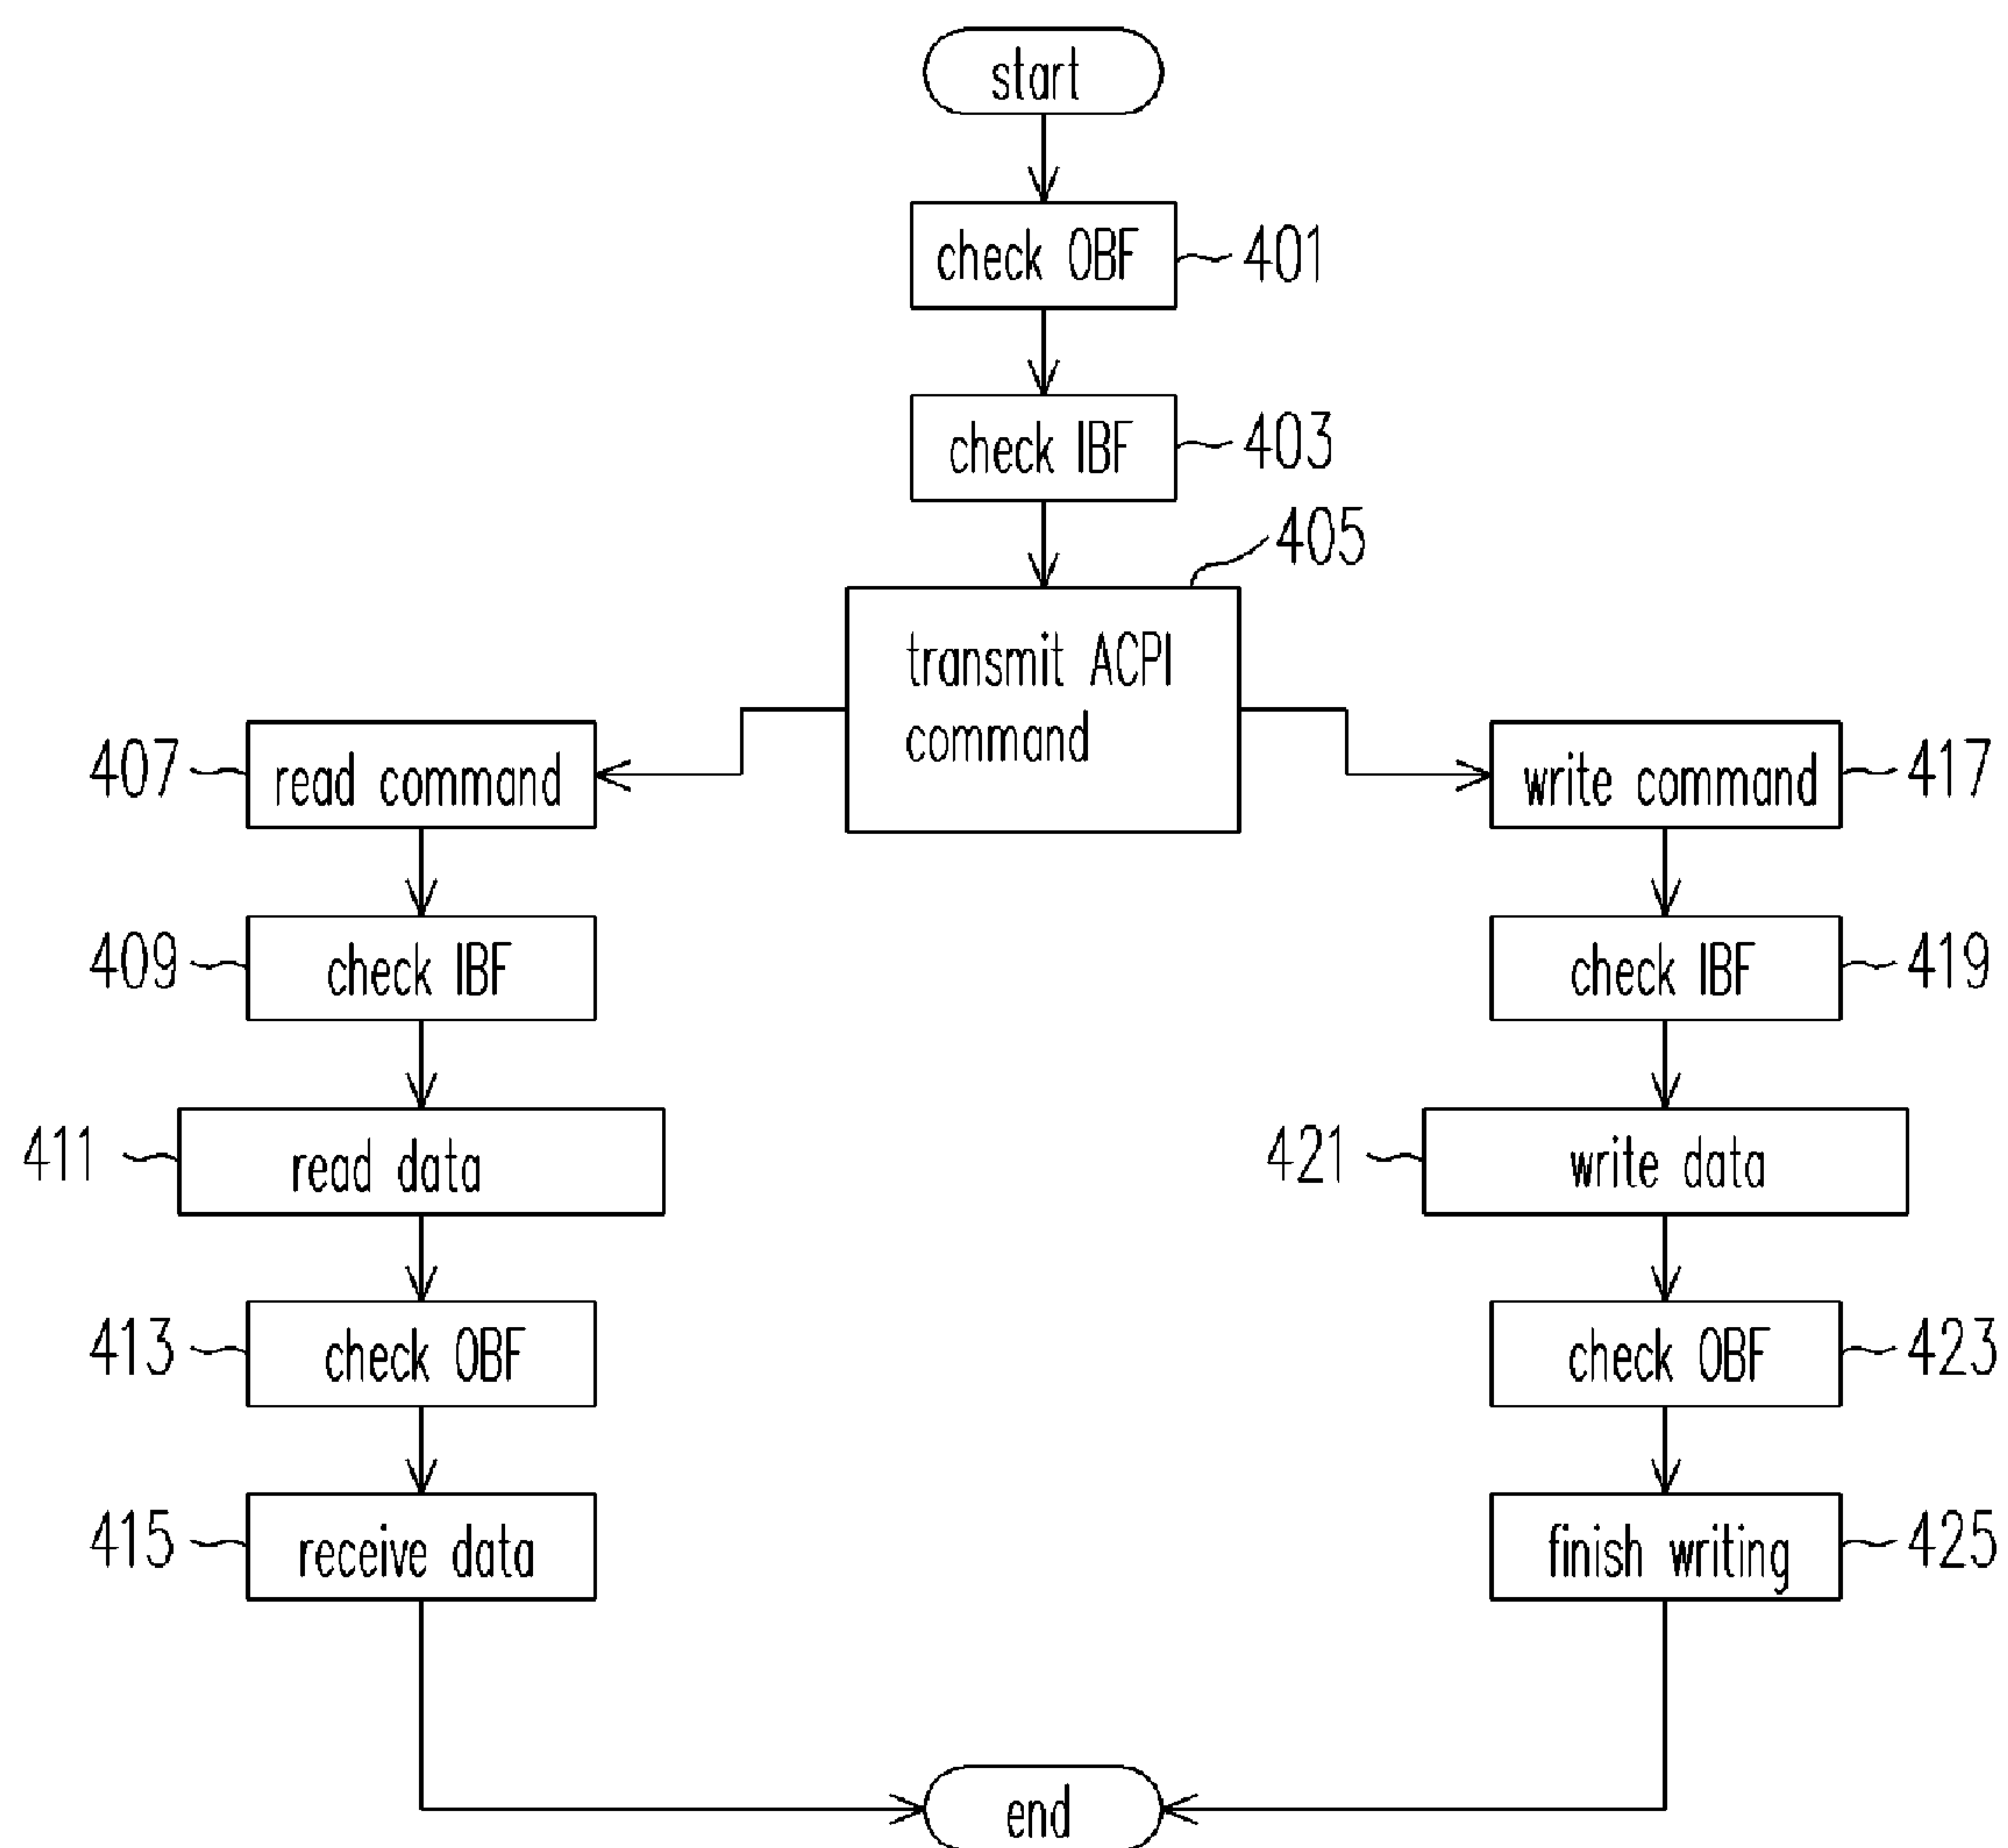 start
check OBF
401
check IBF
403
405
transmit ACPI
command
407
read command
write command
417
409
check IBF
check IBF
419
411
read data
421
write data
413
check OBF
check OBF
423
415
receive data
finish writing
425
end